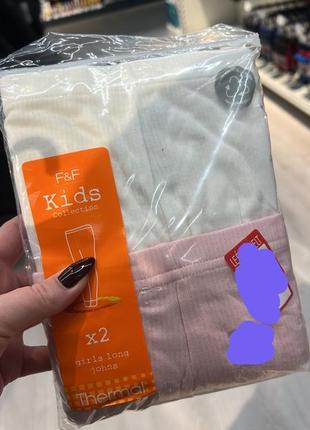 F&F
Kids
Collection
x2
girls long
johns
Thermal